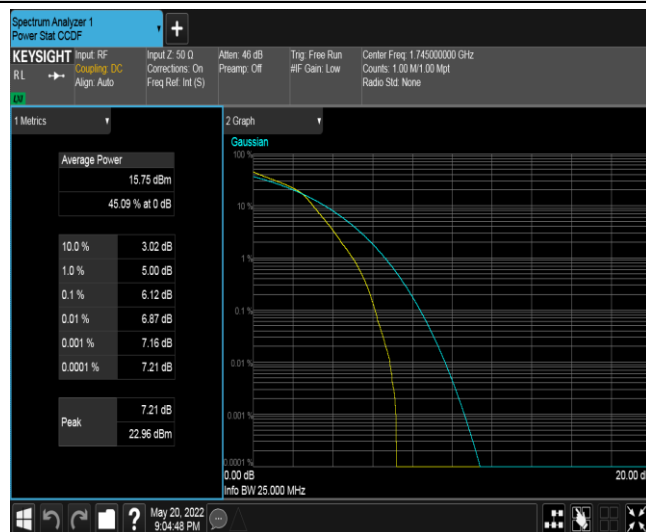 Spectrum Analyzer 1
Power Stat CCDF
+
KEYSIGHT
RL
LXI
Input: RF
Coupling: DC
Align: Auto
Input Z: 50 Ω
Corrections: On
Freq Ref: Int (S)
Atten: 46 dB
Preamp: Off
Trig: Free Run
#IF Gain: Low
Center Freq: 1.745000000 GHz
Counts: 1.00 M/1.00 Mpt
Radio Std: None
1 Metrics
Average Power
15.75 dBm
45.09 % at 0 dB
10.0 % 3.02 dB
1.0 % 5.00 dB
0.1 % 6.12 dB
0.01 % 6.87 dB
0.001 % 7.16 dB
0.0001 % 7.21 dB
Peak
7.21 dB
22.96 dBm
2 Graph
Gaussian
100 %
10 %
1 %
0.1 %
0.01 %
0.001 %
0.0001 %
0.00 dB
20.00 d
Info BW 25.000 MHz
?
May 20, 2022
9:04:48 PM